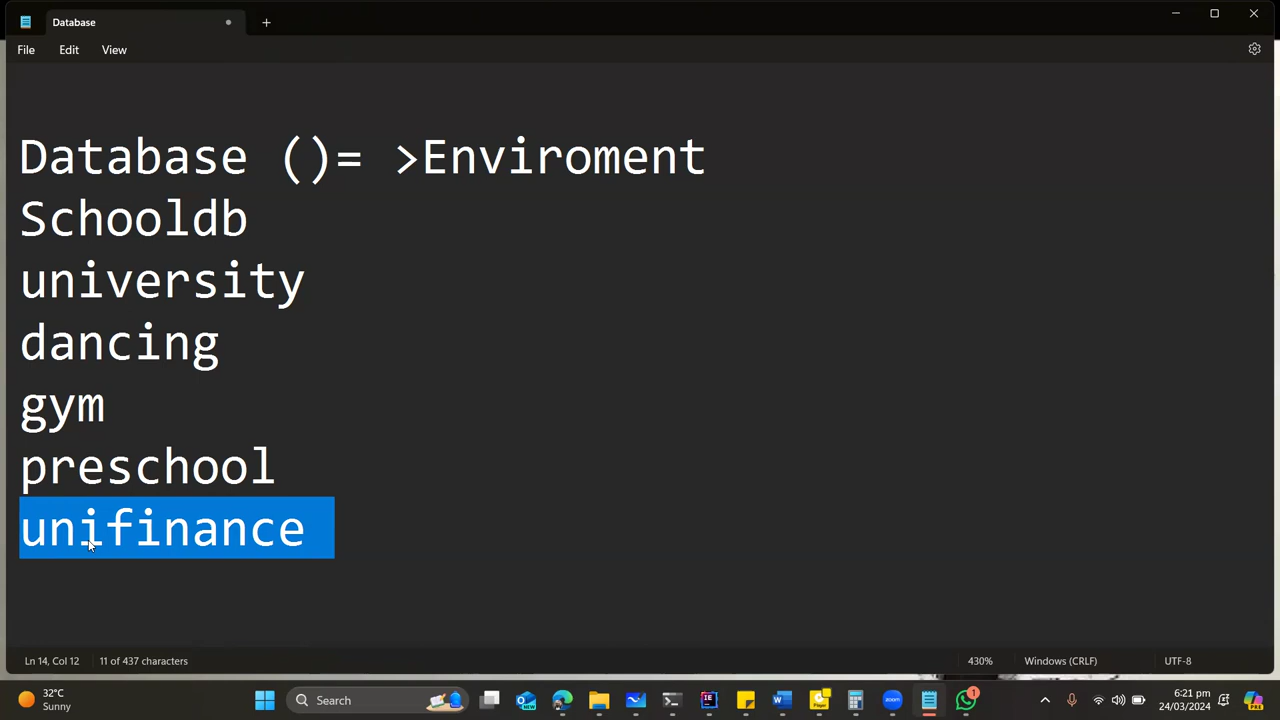 Database
File Edit View
Database ()= >Enviroment
Schooldb
university
dancing
gym
preschool
unifinance
Ln 14, Col 12 11 of 437 characters 430% Windows (CRLF) UTF-8
32°C
Sunny
Search
1
6:21 pm
24/03/2024